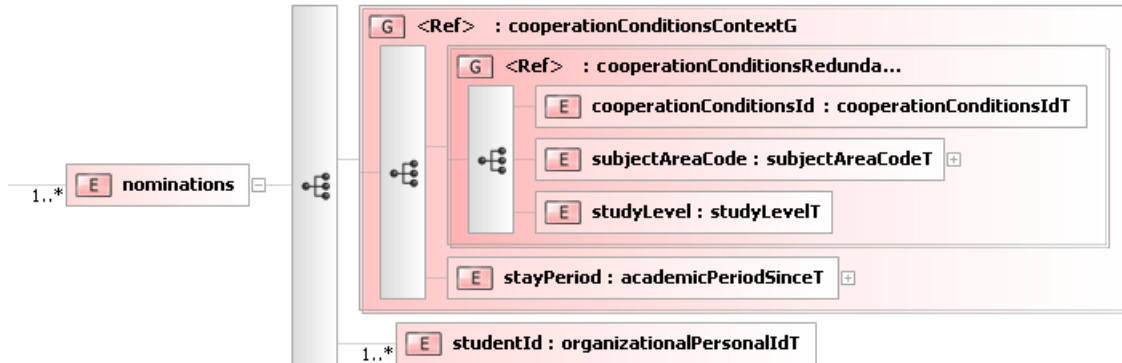 G <Ref> : cooperationConditionsContextG
G <Ref> : cooperationConditionsRedunda...
E cooperationConditionsId : cooperationConditionsIdT
E subjectAreaCode : subjectAreaCodeT
E nominations
1..*
E studyLevel : studyLevelT
E stayPeriod : academicPeriodSinceT
E studentId : organizationalPersonalIdT
1..*